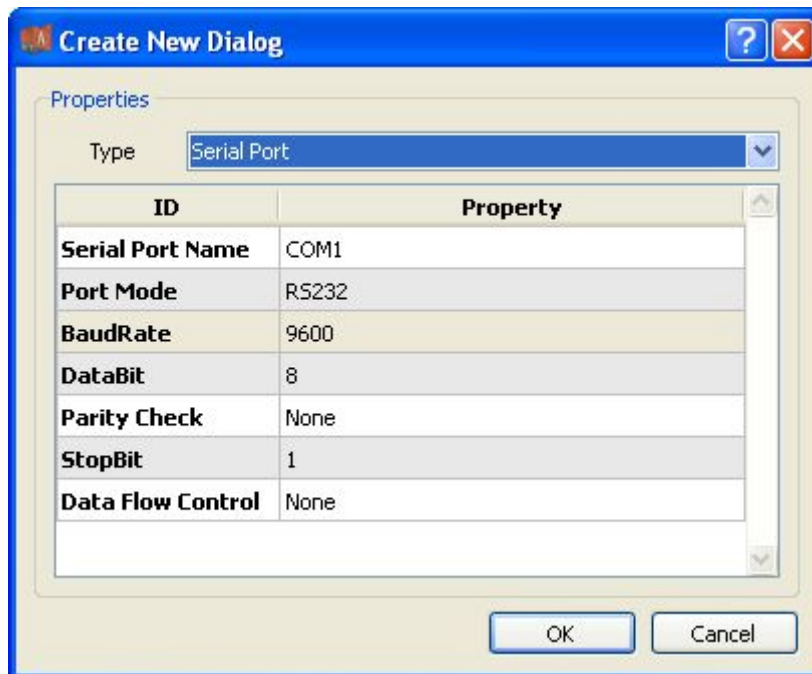 Create New Dialog
Properties
Type Serial Port
ID Property
Serial Port Name COM1
Port Mode RS232
BaudRate 9600
DataBit 8
Parity Check None
StopBit 1
Data Flow Control None
OK Cancel